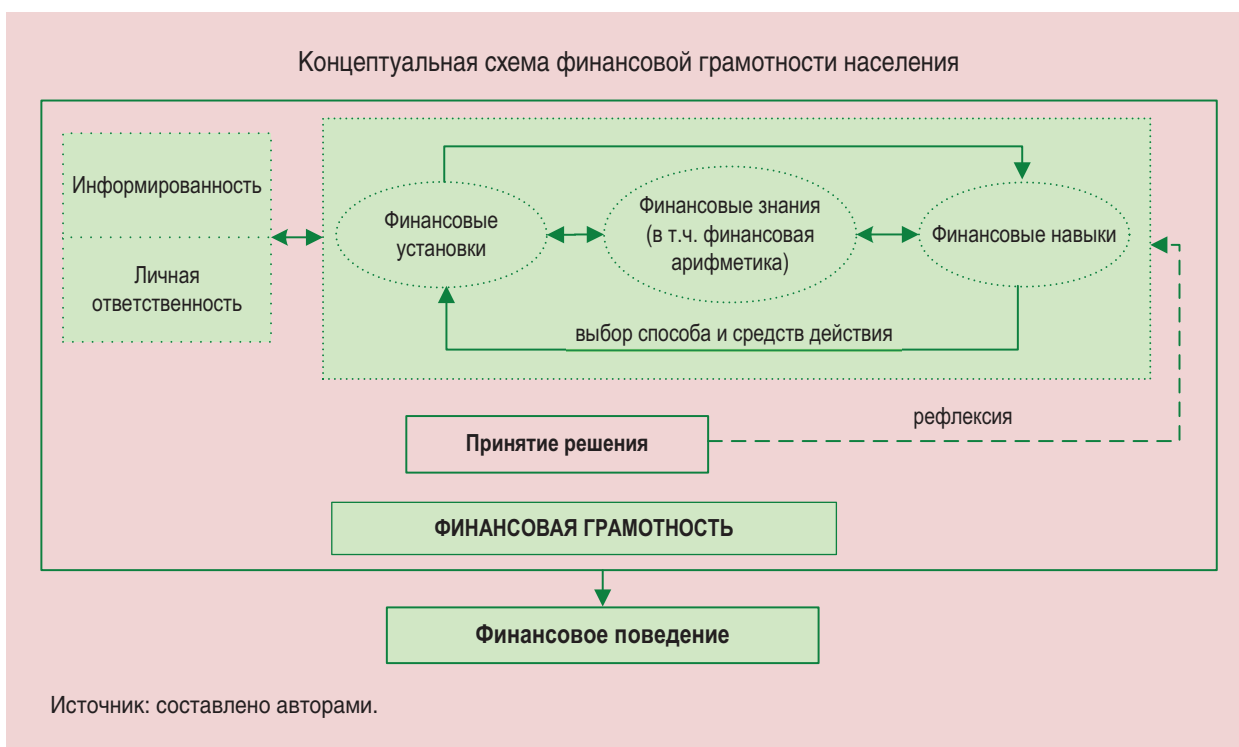 Концептуальная схема финансовой грамотности населения
Информированность
Личная
ответственность
Финансовые
установки
Финансовые знания
(в т.ч. финансовая
арифметика)
Финансовые навыки
выбор способа и средств действия
рефлексия
Принятие решения
ФИНАНСОВАЯ ГРАМОТНОСТЬ
Финансовое поведение
Источник: составлено авторами.